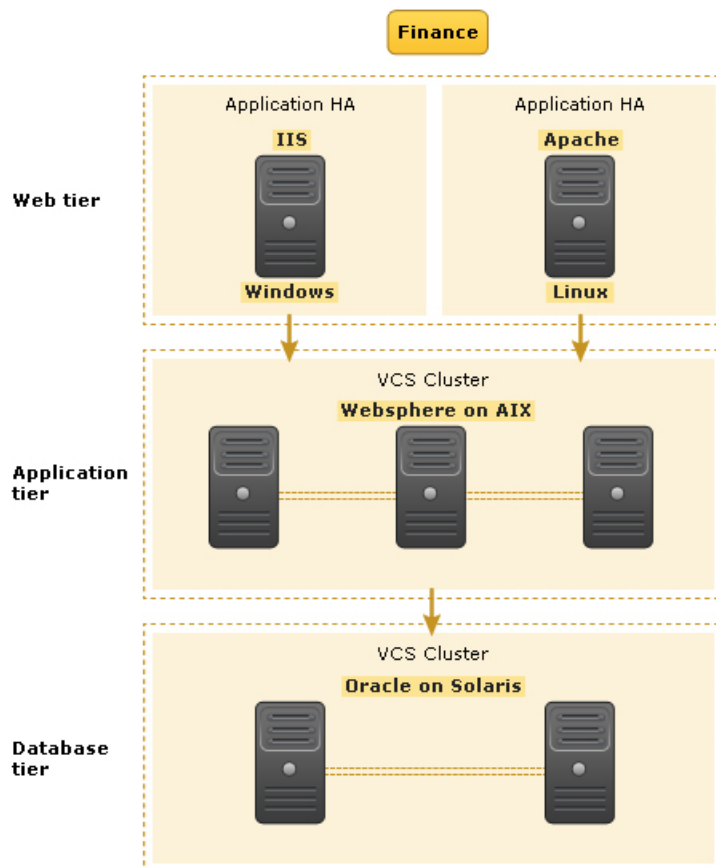 Finance
Application HA
Application HA
IIS
Apache
Web tier
Windows
Linux
VCS Cluster
Websphere on AIX
Application
tier
VCS Cluster
Oracle on Solaris
Database
tier